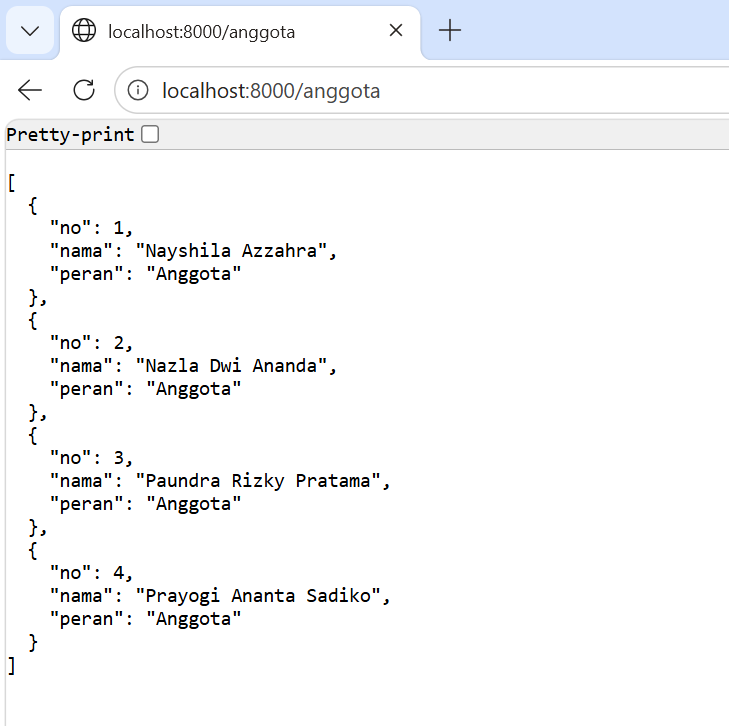 localhost:8000/anggota
localhost:8000/anggota
Pretty-print
[
  {
    "no": 1,
    "nama": "Nayshila Azzahra",
    "peran": "Anggota"
  },
  {
    "no": 2,
    "nama": "Nazla Dwi Ananda",
    "peran": "Anggota"
  },
  {
    "no": 3,
    "nama": "Paundra Rizky Pratama",
    "peran": "Anggota"
  },
  {
    "no": 4,
    "nama": "Prayogi Ananta Sadiko",
    "peran": "Anggota"
  }
]